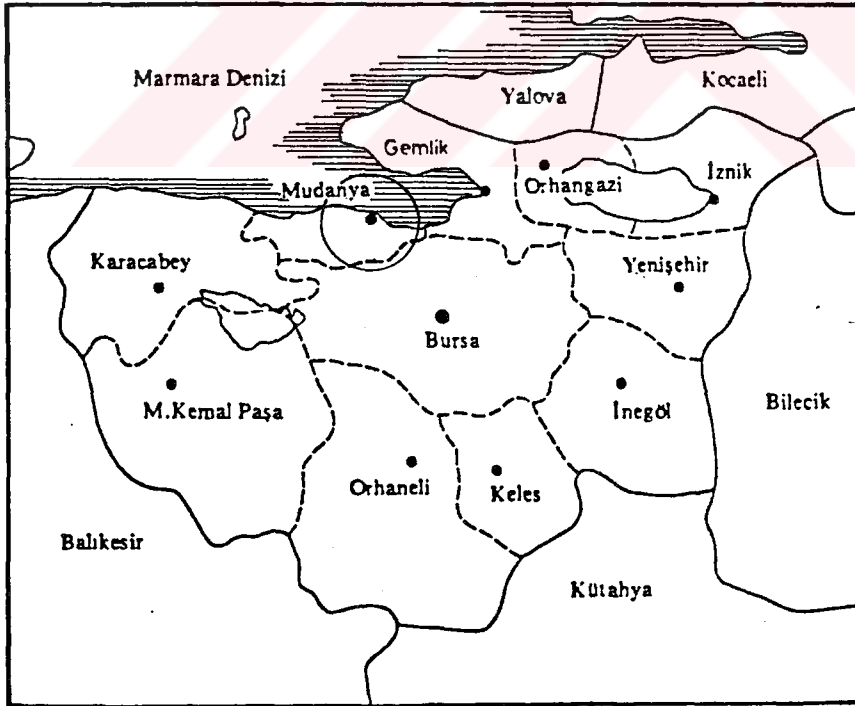 Marmara Denizi
Yalova
Kocaeli
Gemlik
Orhangazi
İznik
Mudanya
Karacabey
Yenişehir
Bursa
M.Kemal Paşa
İnegöl
Bilecik
Orhaneli
Keles
Balıkesir
Kütahya